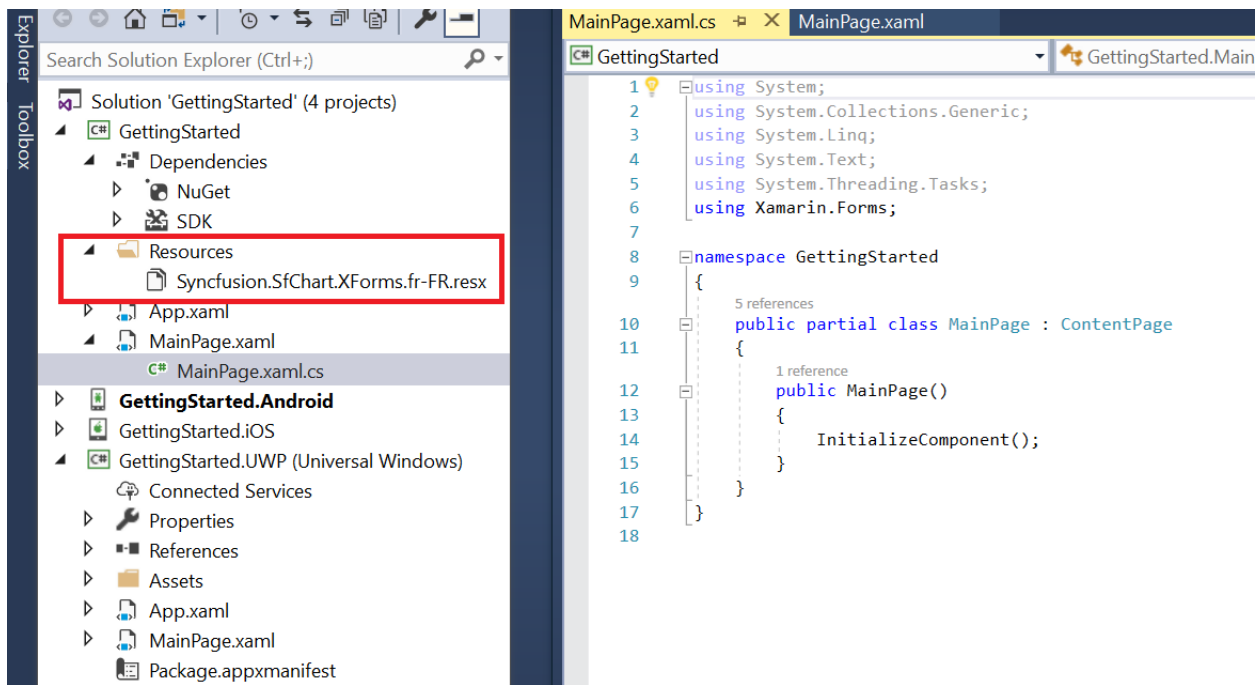 Explorer
Toolbox
Search Solution Explorer (Ctrl+;)
Solution 'GettingStarted' (4 projects)
C# GettingStarted
Dependencies
NuGet
SDK
Resources
Syncfusion.SfChart.XForms.fr-FR.resx
App.xaml
MainPage.xaml
C# MainPage.xaml.cs
GettingStarted.Android
GettingStarted.iOS
C# GettingStarted.UWP (Universal Windows)
Connected Services
Properties
References
Assets
App.xaml
MainPage.xaml
Package.appxmanifest
MainPage.xaml.cs MainPage.xaml
C# GettingStarted GettingStarted.Main
1 using System;
2 using System.Collections.Generic;
3 using System.Linq;
4 using System.Text;
5 using System.Threading.Tasks;
6 using Xamarin.Forms;
7
8 namespace GettingStarted
9 {
5 references
10 public partial class MainPage : ContentPage
11 {
1 reference
12 public MainPage()
13 {
14 InitializeComponent();
15 }
16 }
17 }
18